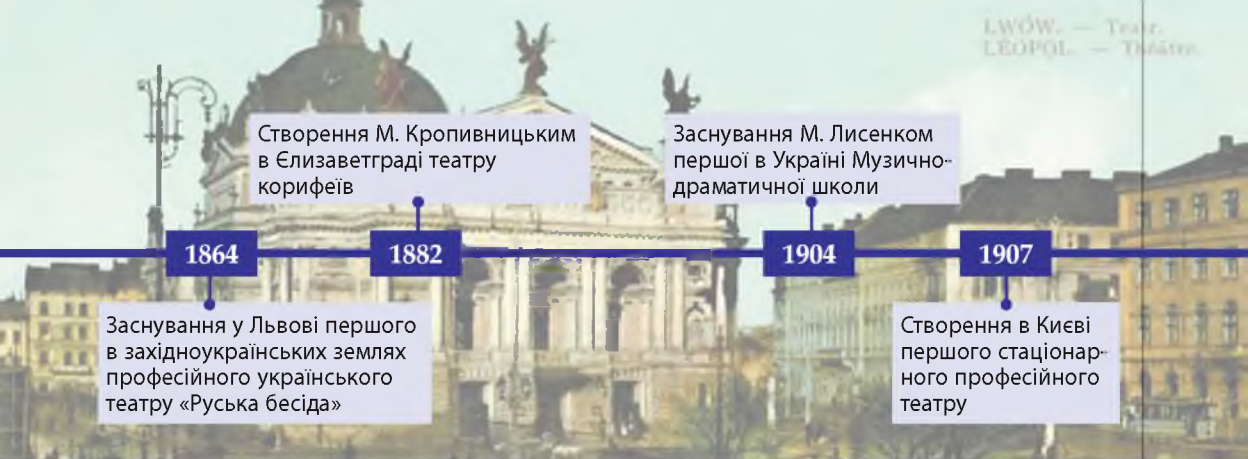 LWÓW. — Teatr.
LÉOPOL. — Théâtre.
Створення М. Кропивницьким
в Єлизаветграді театру
корифеїв
Заснування М. Лисенком
першої в Україні Музично-
драматичної школи
1864
1882
1904
1907
Заснування у Львові першого
в західноукраїнських землях
професійного українського
театру «Руська бесіда»
Створення в Києві
першого стаціонар-
ного професійного
театру